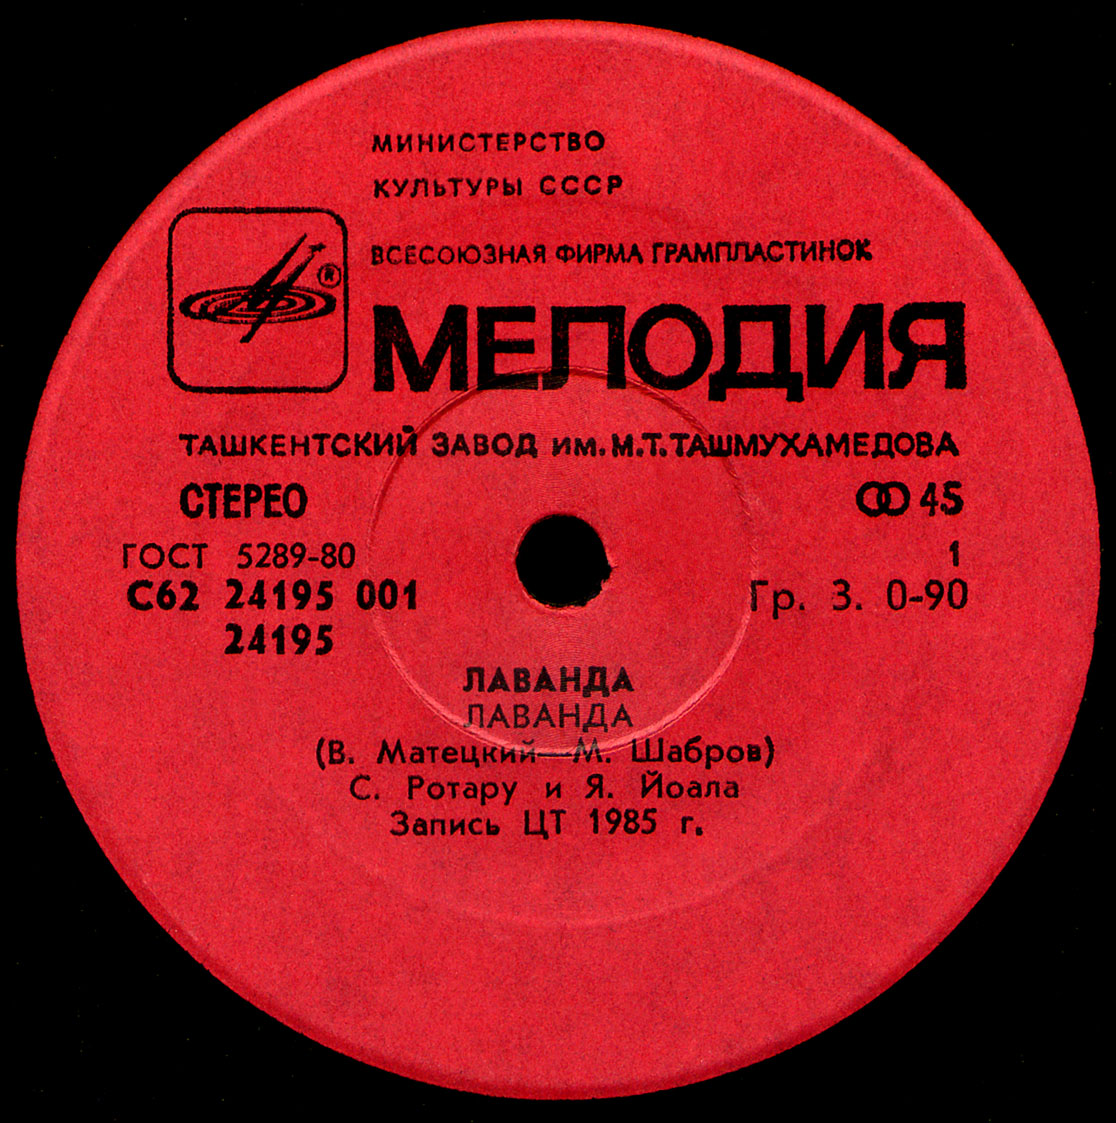 МИНИСТЕРСТВО
КУЛЬТУРЫ СССР
ВСЕСОЮЗНАЯ ФИРМА ГРАМПЛАСТИНОК
®
МЕЛОДИЯ
ТАШКЕНТСКИЙ ЗАВОД им. М.Т.ТАШМУХАМЕДОВА
СТЕРЕО 45
ГОСТ 5289-80 1
С62 24195 001 Гр. 3. 0-90
24195
ЛАВАНДА
ЛАВАНДА
(В. Матецкий—М. Шабров)
С. Ротару и Я. Йоала
Запись ЦТ 1985 г.